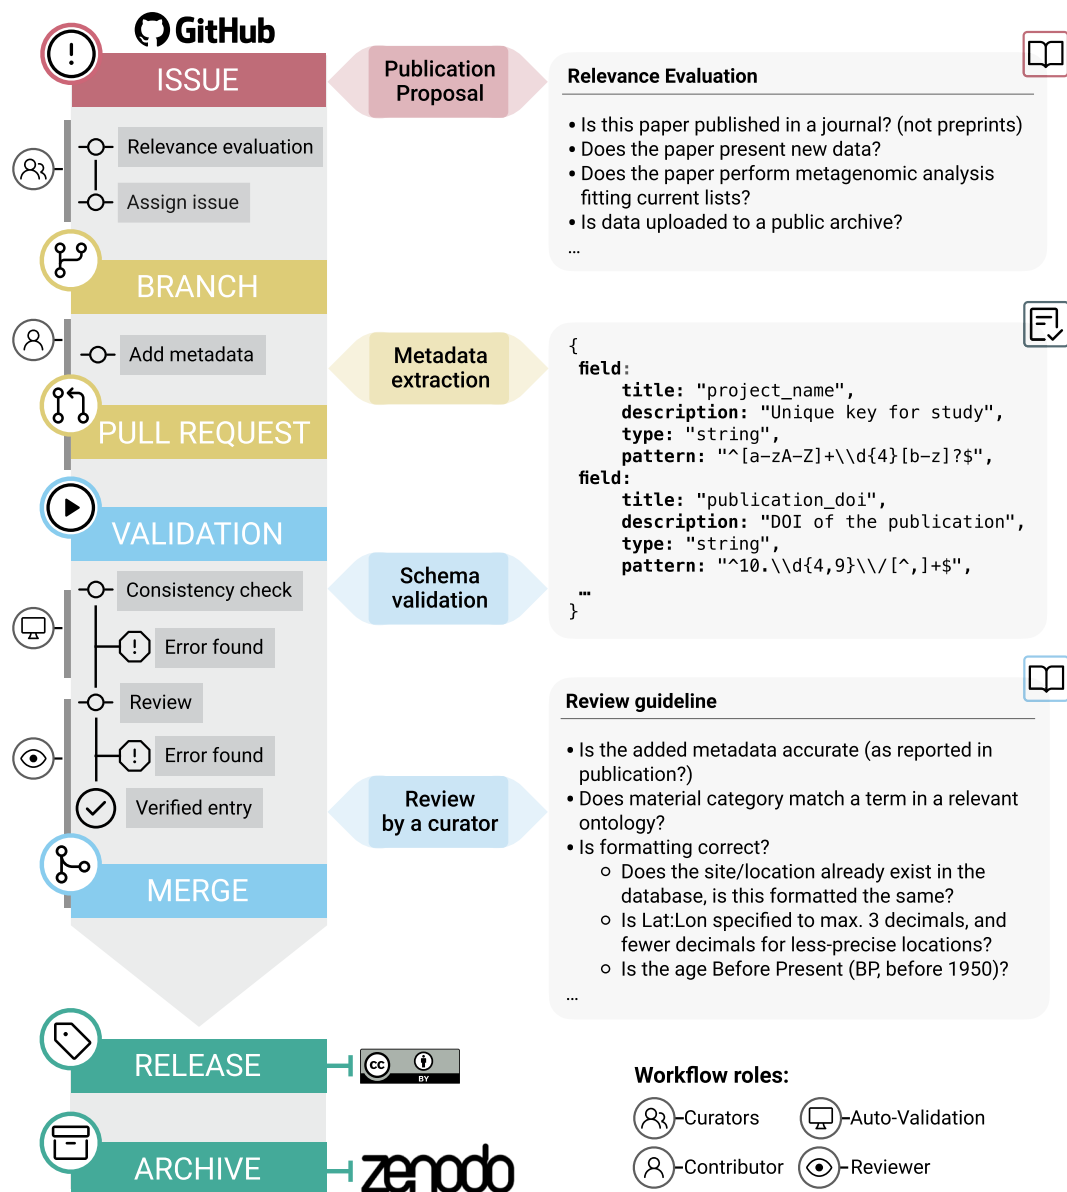 GitHub
ISSUE
Relevance evaluation
Assign issue
BRANCH
Add metadata
PULL REQUEST
VALIDATION
Consistency check
Error found
Review
Error found
Verified entry
MERGE
RELEASE
cc
BY
ARCHIVE
zenodo
Publication
Proposal
Metadata
extraction
Schema
validation
Review
by a curator
Relevance Evaluation
• Is this paper published in a journal? (not preprints)
• Does the paper present new data?
• Does the paper perform metagenomic analysis
fitting current lists?
• Is data uploaded to a public archive?
...
{
field:
title: "project_name",
description: "Unique key for study",
type: "string",
pattern: "^[a-zA-Z]+\\d{4}[b-z]?$",
field:
title: "publication_doi",
description: "DOI of the publication",
type: "string",
pattern: "^10.\\d{4,9}\\/[^,]+$",
...
}
Review guideline
• Is the added metadata accurate (as reported in
publication?)
• Does material category match a term in a relevant
ontology?
• Is formatting correct?
○ Does the site/location already exist in the
database, is this formatted the same?
○ Is Lat:Lon specified to max. 3 decimals, and
fewer decimals for less-precise locations?
○ Is the age Before Present (BP, before 1950)?
...
Workflow roles:
Curators
Auto-Validation
Contributor
Reviewer